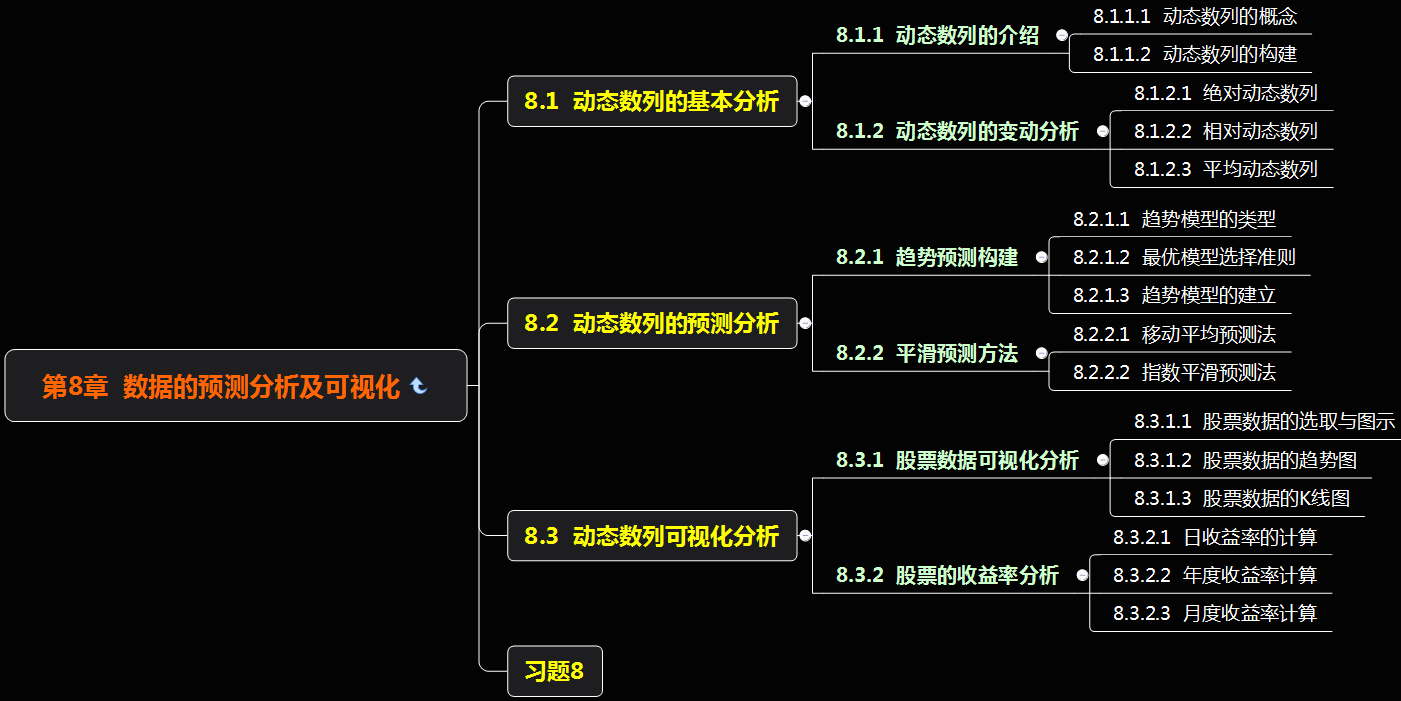 第8章 数据的预测分析及可视化
8.1 动态数列的基本分析
8.1.1 动态数列的介绍
8.1.1.1 动态数列的概念
8.1.1.2 动态数列的构建
8.1.2 动态数列的变动分析
8.1.2.1 绝对动态数列
8.1.2.2 相对动态数列
8.1.2.3 平均动态数列
8.2 动态数列的预测分析
8.2.1 趋势预测构建
8.2.1.1 趋势模型的类型
8.2.1.2 最优模型选择准则
8.2.1.3 趋势模型的建立
8.2.2 平滑预测方法
8.2.2.1 移动平均预测法
8.2.2.2 指数平滑预测法
8.3 动态数列可视化分析
8.3.1 股票数据可视化分析
8.3.1.1 股票数据的选取与图示
8.3.1.2 股票数据的趋势图
8.3.1.3 股票数据的K线图
8.3.2 股票的收益率分析
8.3.2.1 日收益率的计算
8.3.2.2 年度收益率计算
8.3.2.3 月度收益率计算
习题8